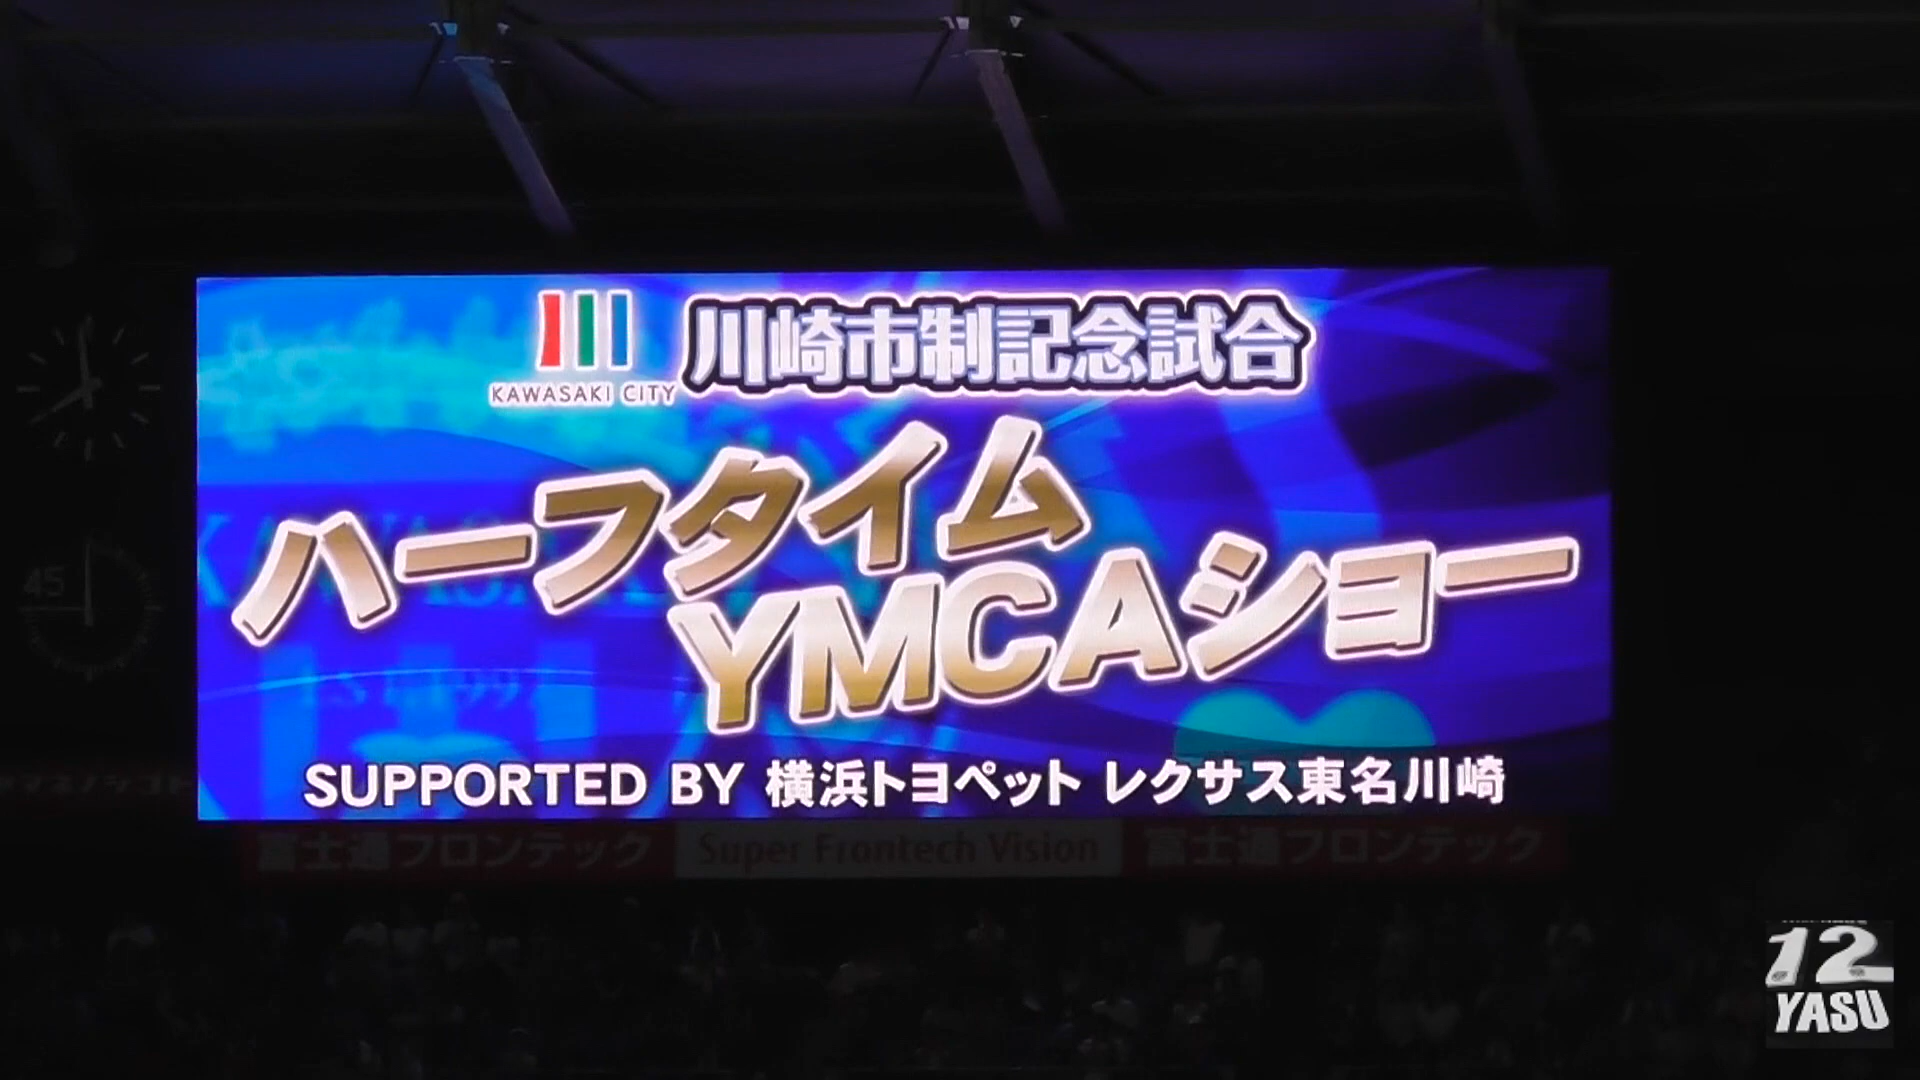 川崎市制記念試合
KAWASAKI CITY
ハーフタイム
YMCAショー
45
SUPPORTED BY 横浜トヨペット レクサス東名川崎
富士通フロンテック Super Frontech Vision 富士通フロンテック
12
YASU